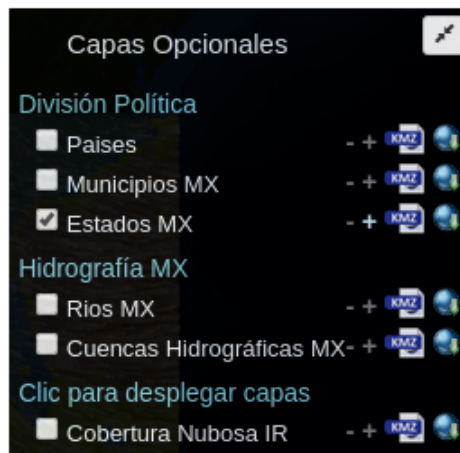 Capas Opcionales
División Política
Paises - + KMZ
Municipios MX - + KMZ
Estados MX - + KMZ
Hidrografía MX
Rios MX - + KMZ
Cuencas Hidrográficas MX - + KMZ
Clic para desplegar capas
Cobertura Nubosa IR - + KMZ